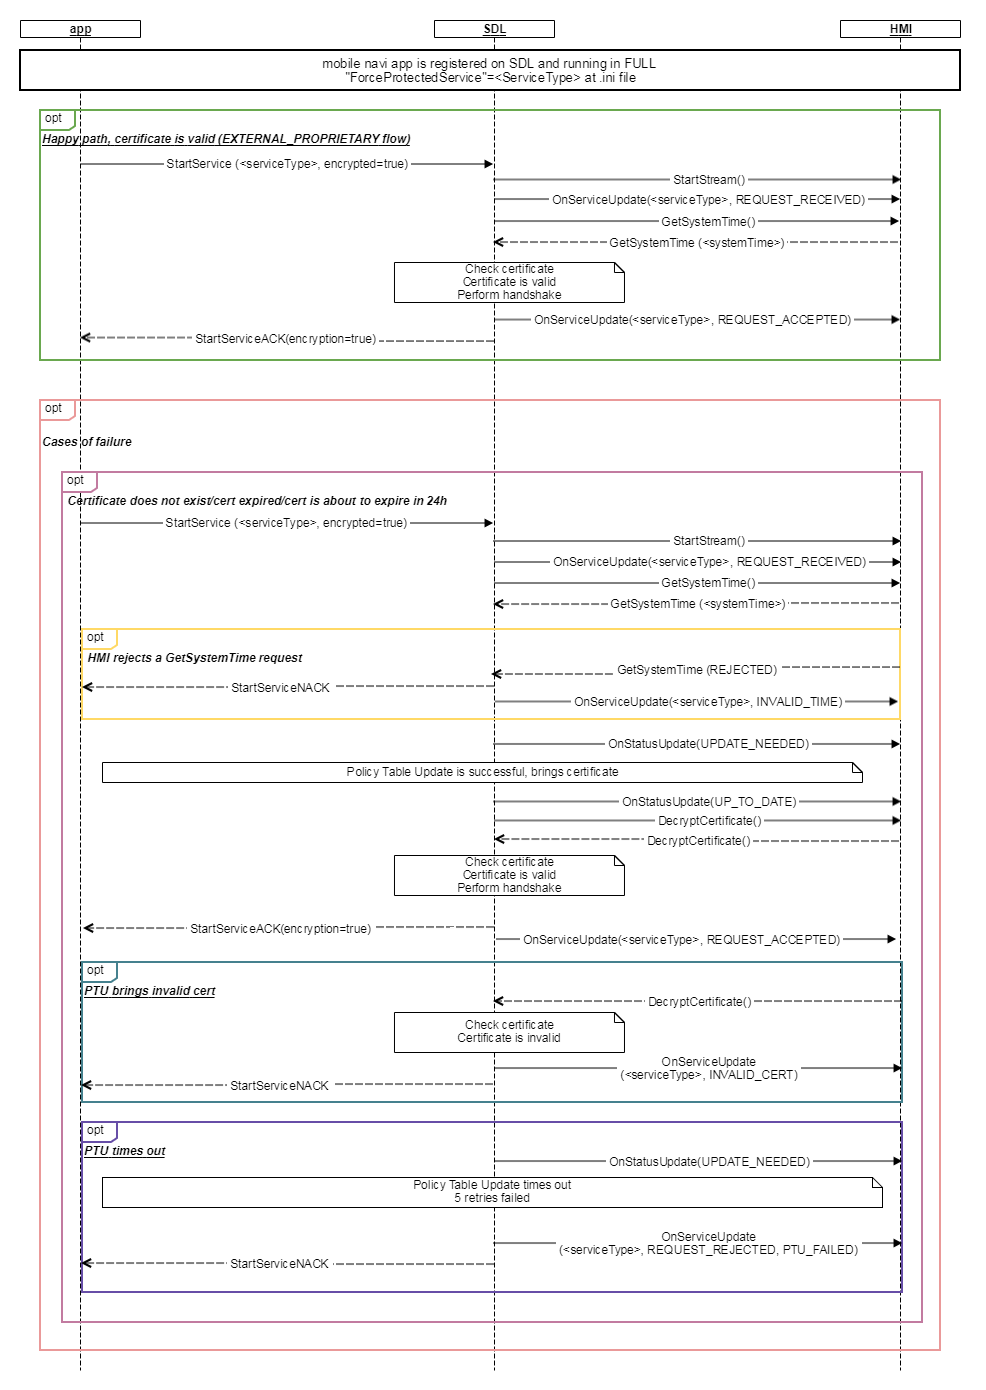 app
SDL
HMI
mobile navi app is registered on SDL and running in FULL
"ForceProtectedService"=<ServiceType> at .ini file
opt
Happy path, certificate is valid (EXTERNAL_PROPRIETARY flow)
StartService (<serviceType>, encrypted=true)
StartStream()
OnServiceUpdate(<serviceType>, REQUEST_RECEIVED)
GetSystemTime()
GetSystemTime (<systemTime>)
Check certificate
Certificate is valid
Perform handshake
OnServiceUpdate(<serviceType>, REQUEST_ACCEPTED)
StartServiceACK(encryption=true)
opt
Cases of failure
opt
Certificate does not exist/cert expired/cert is about to expire in 24h
StartService (<serviceType>, encrypted=true)
StartStream()
OnServiceUpdate(<serviceType>, REQUEST_RECEIVED)
GetSystemTime()
GetSystemTime (<systemTime>)
opt
HMI rejects a GetSystemTime request
GetSystemTime (REJECTED)
StartServiceNACK
OnServiceUpdate(<serviceType>, INVALID_TIME)
OnStatusUpdate(UPDATE_NEEDED)
Policy Table Update is successful, brings certificate
OnStatusUpdate(UP_TO_DATE)
DecryptCertificate()
DecryptCertificate()
Check certificate
Certificate is valid
Perform handshake
StartServiceACK(encryption=true)
OnServiceUpdate(<serviceType>, REQUEST_ACCEPTED)
opt
PTU brings invalid cert
DecryptCertificate()
Check certificate
Certificate is invalid
OnServiceUpdate
(<serviceType>, INVALID_CERT)
StartServiceNACK
opt
PTU times out
OnStatusUpdate(UPDATE_NEEDED)
Policy Table Update times out
5 retries failed
OnServiceUpdate
(<serviceType>, REQUEST_REJECTED, PTU_FAILED)
StartServiceNACK